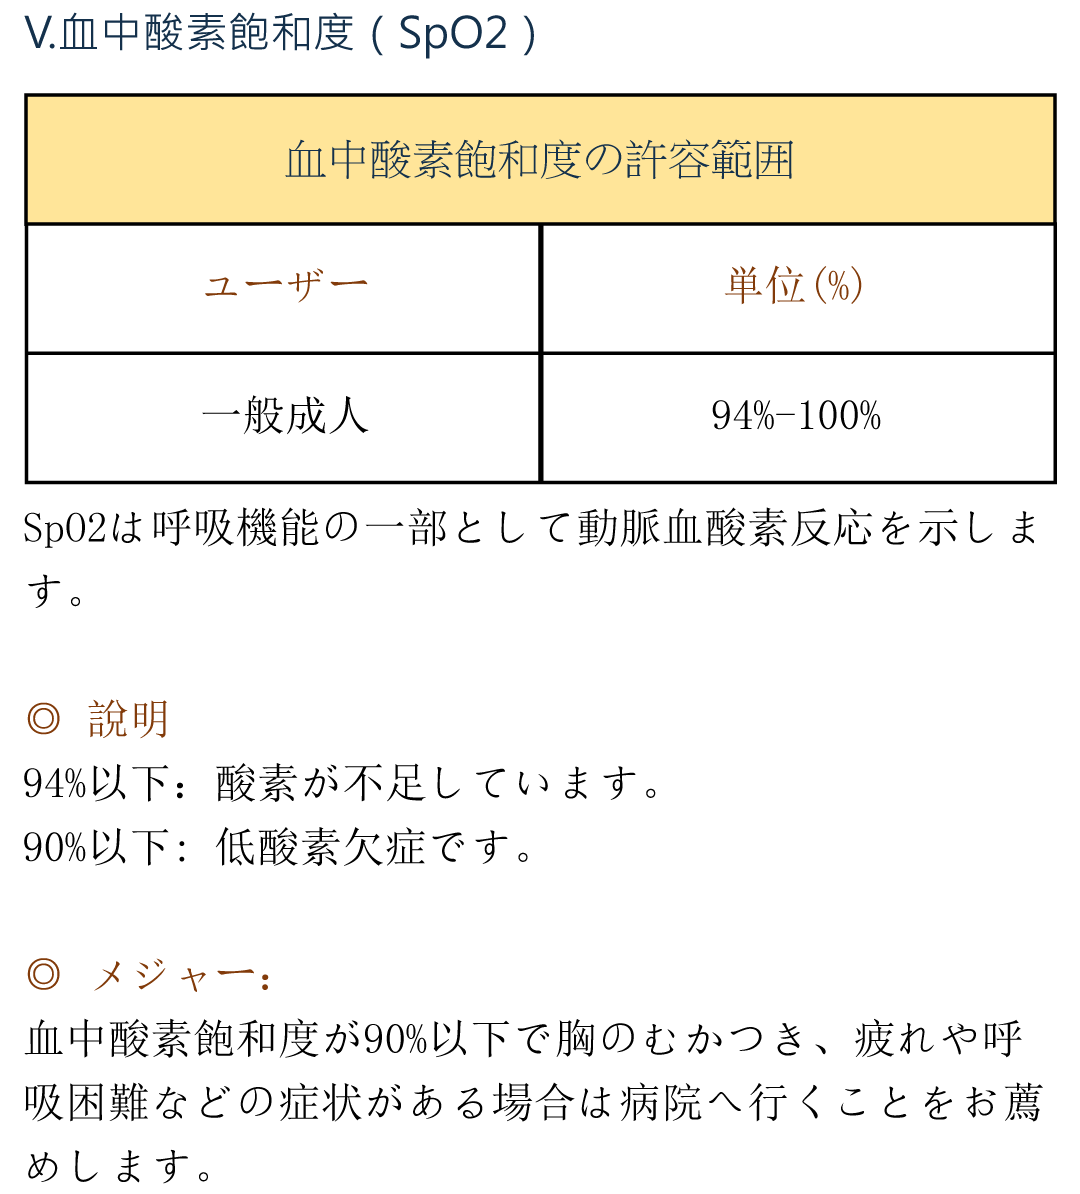 V.血中酸素飽和度（SpO2）
血中酸素飽和度の許容範囲
ユーザー 単位(%)
一般成人 94%-100%
SpO2は呼吸機能の一部として動脈血酸素反応を示しま
す。
◎ 說明
94%以下：酸素が不足しています。
90%以下: 低酸素欠症です。
◎ メジャー：
血中酸素飽和度が90%以下で胸のむかつき、疲れや呼
吸困難などの症状がある場合は病院へ行くことをお薦
めします。